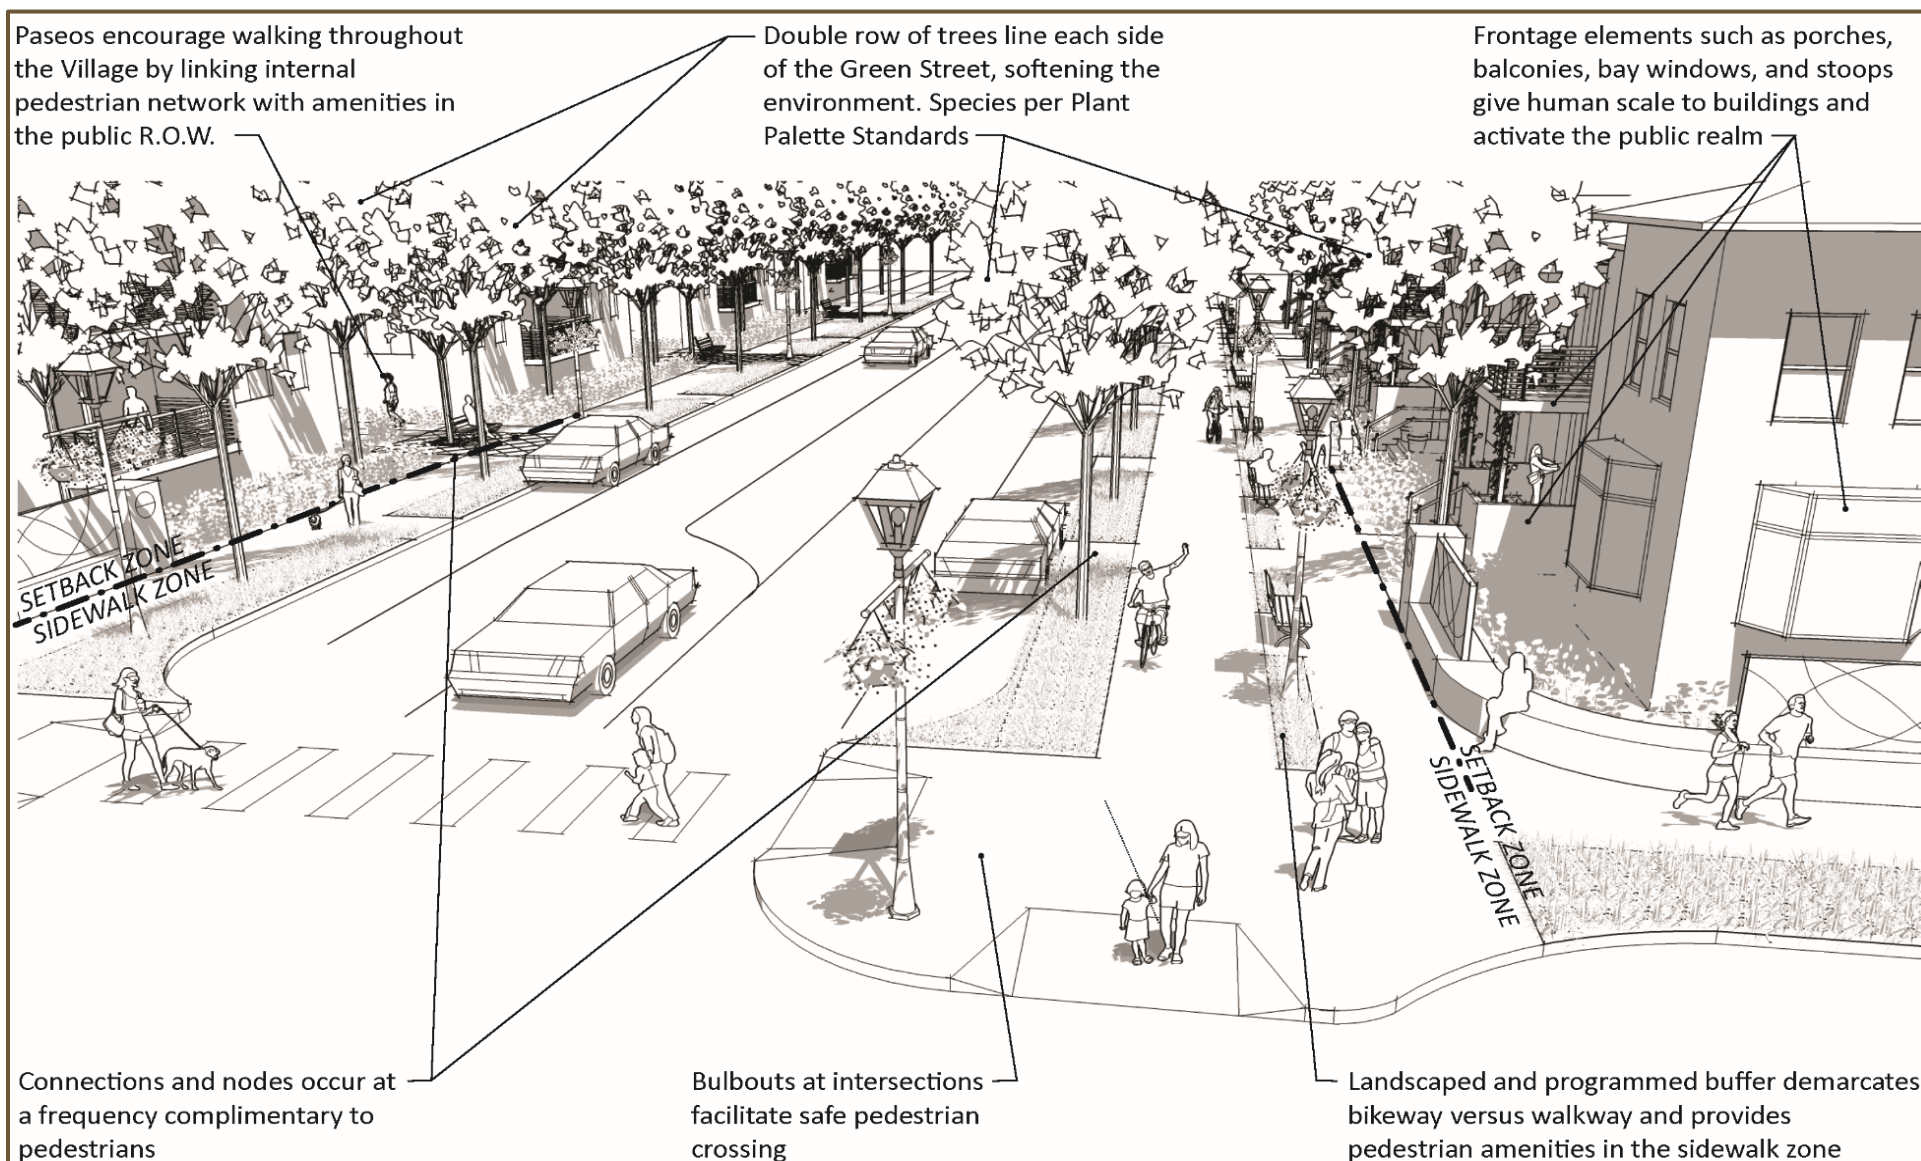 Paseos encourage walking throughout
the Village by linking internal
pedestrian network with amenities in
the public R.O.W.
Double row of trees line each side
of the Green Street, softening the
environment. Species per Plant
Palette Standards
Frontage elements such as porches,
balconies, bay windows, and stoops
give human scale to buildings and
activate the public realm
SETBACK ZONE
SIDEWALK ZONE
SETBACK ZONE
SIDEWALK ZONE
Connections and nodes occur at
a frequency complimentary to
pedestrians
Bulbouts at intersections
facilitate safe pedestrian
crossing
Landscaped and programmed buffer demarcates
bikeway versus walkway and provides
pedestrian amenities in the sidewalk zone